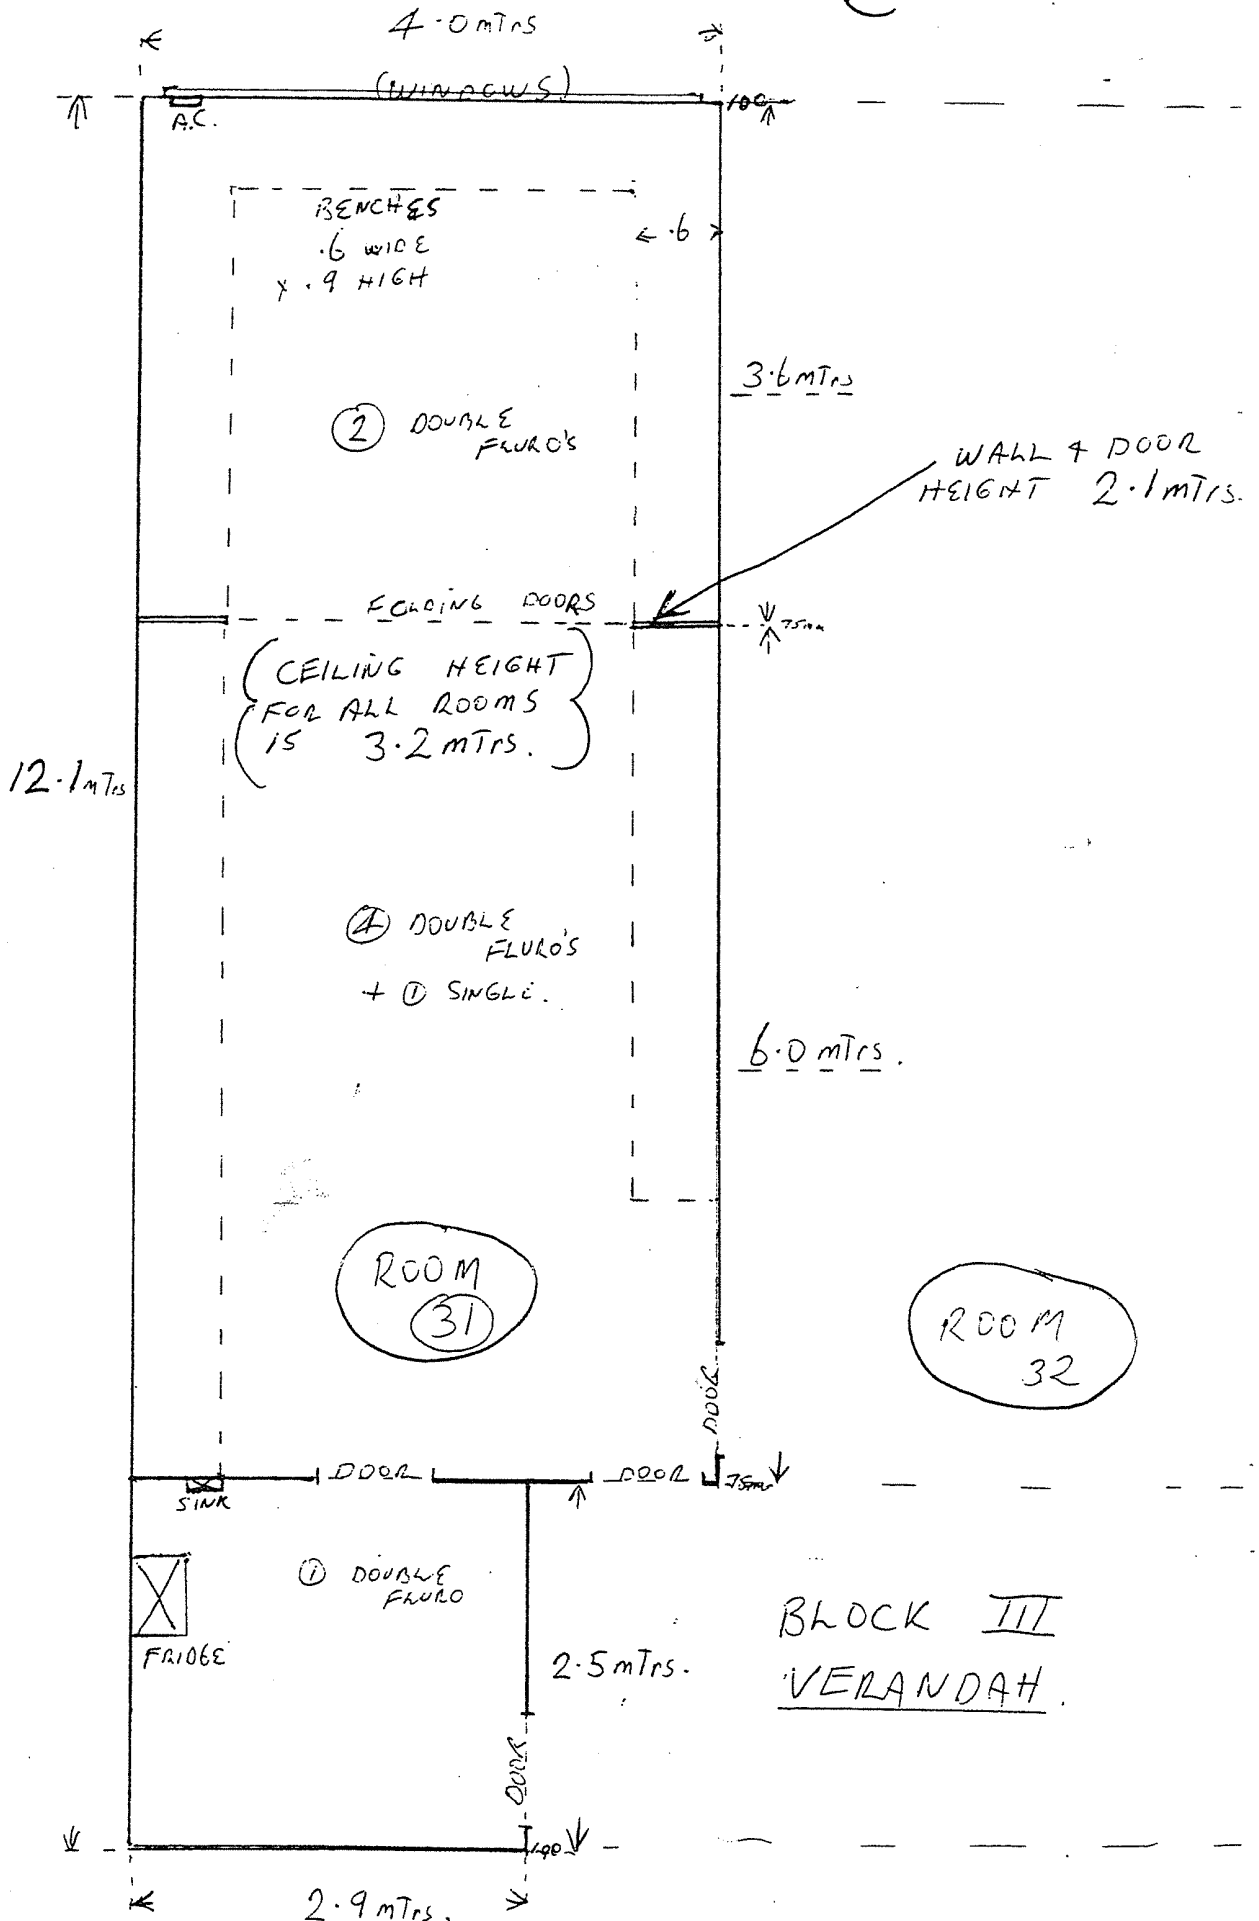 4.0 mTrs
(WINDOWS)
A.C.
100
BENCHES
.6 WIDE
x .9 HIGH
.6
3.6 mTrs
2 DOUBLE
FLURO'S
WALL & DOOR
HEIGHT 2.1 mTrs.
FOLDING DOORS
75mm
(CEILING HEIGHT
FOR ALL ROOMS
IS 3.2 mTrs.)
12.1 mTrs
4 DOUBLE
FLURO'S
+ 1 SINGLE.
6.0 mTrs.
ROOM
31
ROOM
32
DOOR
DOOR
DOOR
75mm
SINK
1 DOUBLE
FLURO
FRIDGE
2.5 mTrs.
BLOCK III
VERANDAH.
DOOR
100
2.9 mTrs.